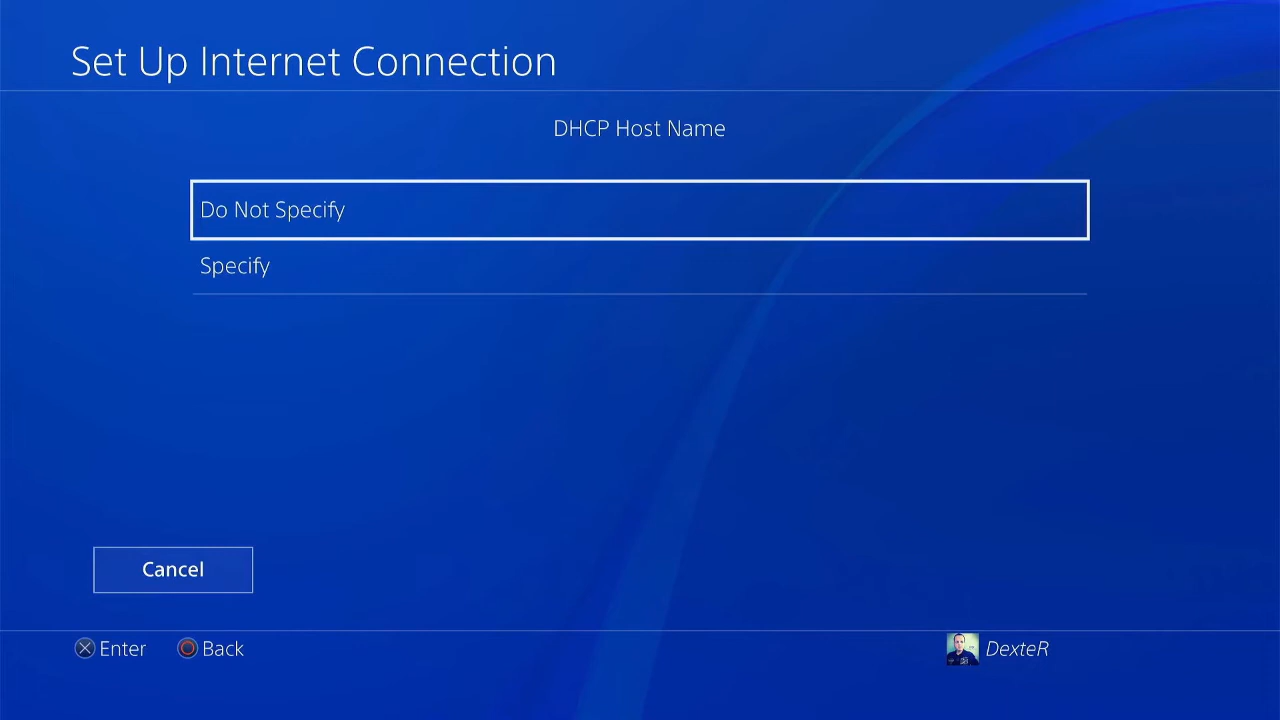 Set Up Internet Connection
DHCP Host Name
Do Not Specify
Specify
Cancel
Enter Back DexteR